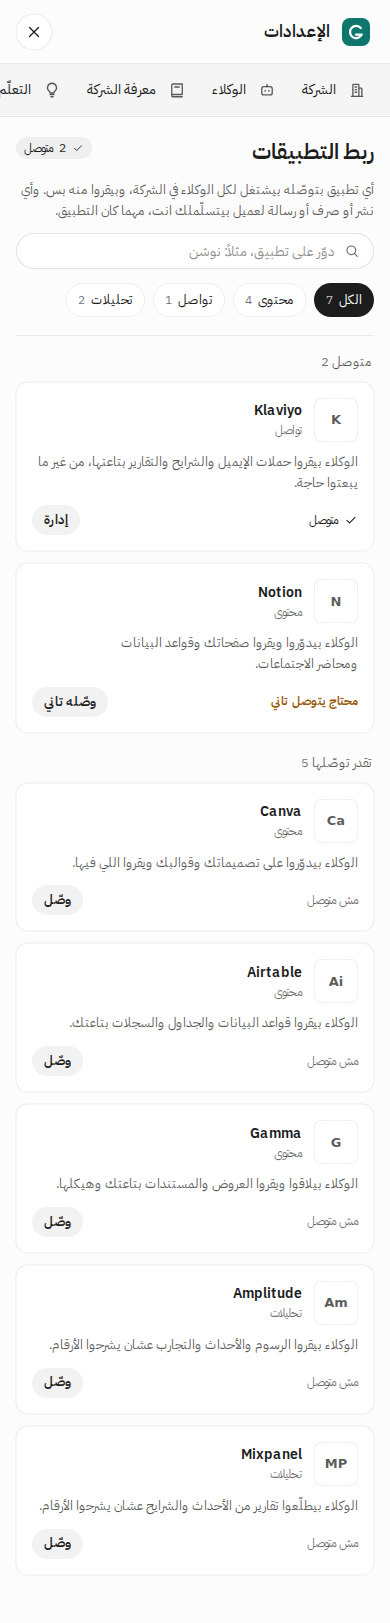 الإعدادات
الشركة
الوكلاء
معرفة الشركة
التعلّم
ربط التطبيقات
2 متوصل
أي تطبيق بتوصّله بيشتغل لكل الوكلاء في الشركة، وبيقروا منه بس. وأي
نشر أو صرف أو رسالة لعميل بيتسلّملك انت، مهما كان التطبيق.
دوّر على تطبيق، مثلاً: نوشن
الكل 7
محتوى 4
تواصل 1
تحليلات 2
متوصل 2
K
Klaviyo
تواصل
الوكلاء بيقروا حملات الإيميل والشرايح والتقارير بتاعتها، من غير ما
يبعتوا حاجة.
متوصل
إدارة
N
Notion
محتوى
الوكلاء بيدوّروا ويقروا صفحاتك وقواعد البيانات
ومحاضر الاجتماعات.
محتاج يتوصل تاني
وصّله تاني
تقدر توصّلها 5
Ca
Canva
محتوى
الوكلاء بيدوّروا على تصميماتك وقوالبك ويقروا اللي فيها.
مش متوصل
وصّل
Ai
Airtable
محتوى
الوكلاء بيقروا قواعد البيانات والجداول والسجلات بتاعتك.
مش متوصل
وصّل
G
Gamma
محتوى
الوكلاء بيلاقوا ويقروا العروض والمستندات بتاعتك وهيكلها.
مش متوصل
وصّل
Am
Amplitude
تحليلات
الوكلاء بيقروا الرسوم والأحداث والتجارب عشان يشرحوا الأرقام.
مش متوصل
وصّل
MP
Mixpanel
تحليلات
الوكلاء بيطلّعوا تقارير من الأحداث والشرايح عشان يشرحوا الأرقام.
مش متوصل
وصّل